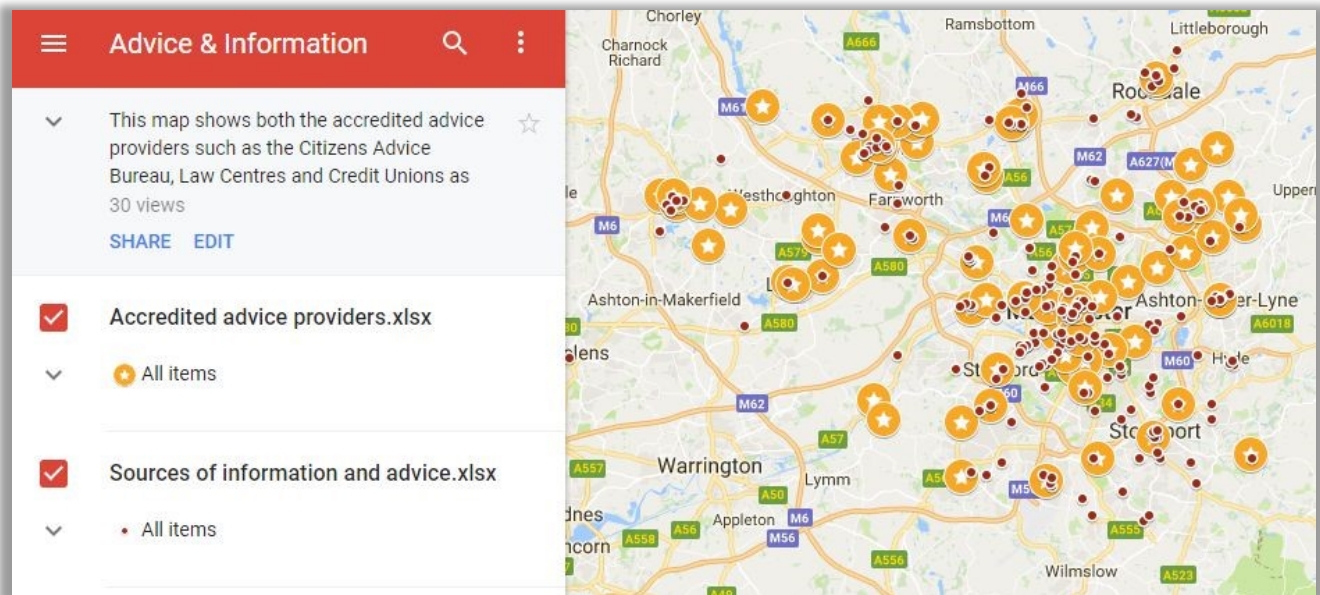 Advice & Information
This map shows both the accredited advice
providers such as the Citizens Advice
Bureau, Law Centres and Credit Unions as
30 views
SHARE EDIT
Accredited advice providers.xlsx
All items
Sources of information and advice.xlsx
All items
Chorley
Ramsbottom
Littleborough
Charnock
Richard
A666
M66
M61
M62
A627(M
Westhoughton
Farnworth
A56
Upper
M6
A579
A56
A580
Ashton-in-Makerfield
A580
A6018
M60
M62
A57
Warrington
Lymm
A557
A50
Appleton
M6
A558
A56
M56
A556
A555
Wilmslow
A523